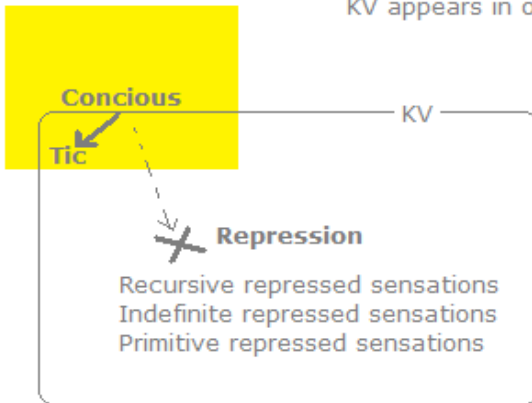 KV appears in
Concious
KV
Tic
Repression
Recursive repressed sensations
Indefinite repressed sensations
Primitive repressed sensations